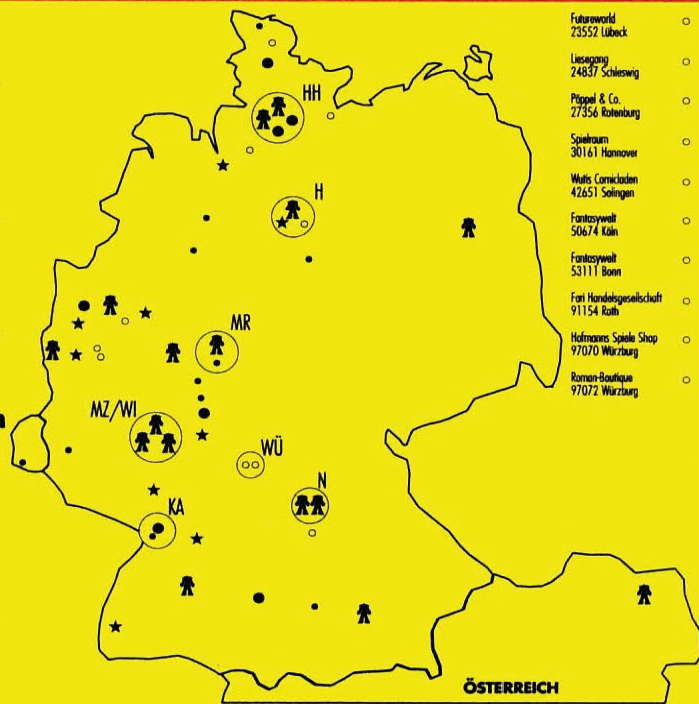 Futureworld
23552 Lübeck
Liesegang
24837 Schleswig
Pöppel & Co.
27356 Rotenburg
Spielraum
30161 Hannover
Wutis Comicladen
42651 Solingen
Fantasywelt
50674 Köln
Fantasywelt
53111 Bonn
Fari Handelsgesellschaft
91154 Roth
Hofmanns Spiele Shop
97070 Würzburg
Roman-Boutique
97072 Würzburg
HH
H
MR
MZ/WI
WÜ
N
KA
ÖSTERREICH